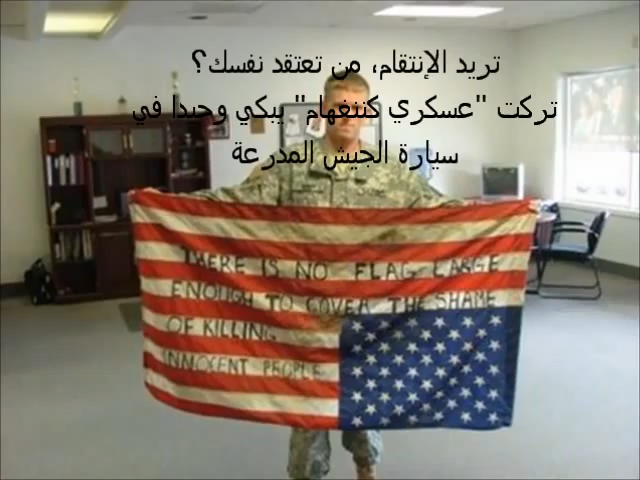 تريد الإنتقام، من تعتقد نفسك؟
تركت "عسكري كننغهام" يبكي وحيدا في
سيارة الجيش المدرعة
THERE IS NO FLAG LARGE
ENOUGH TO COVER THE SHAME
OF KILLING
INNOCENT PEOPLE